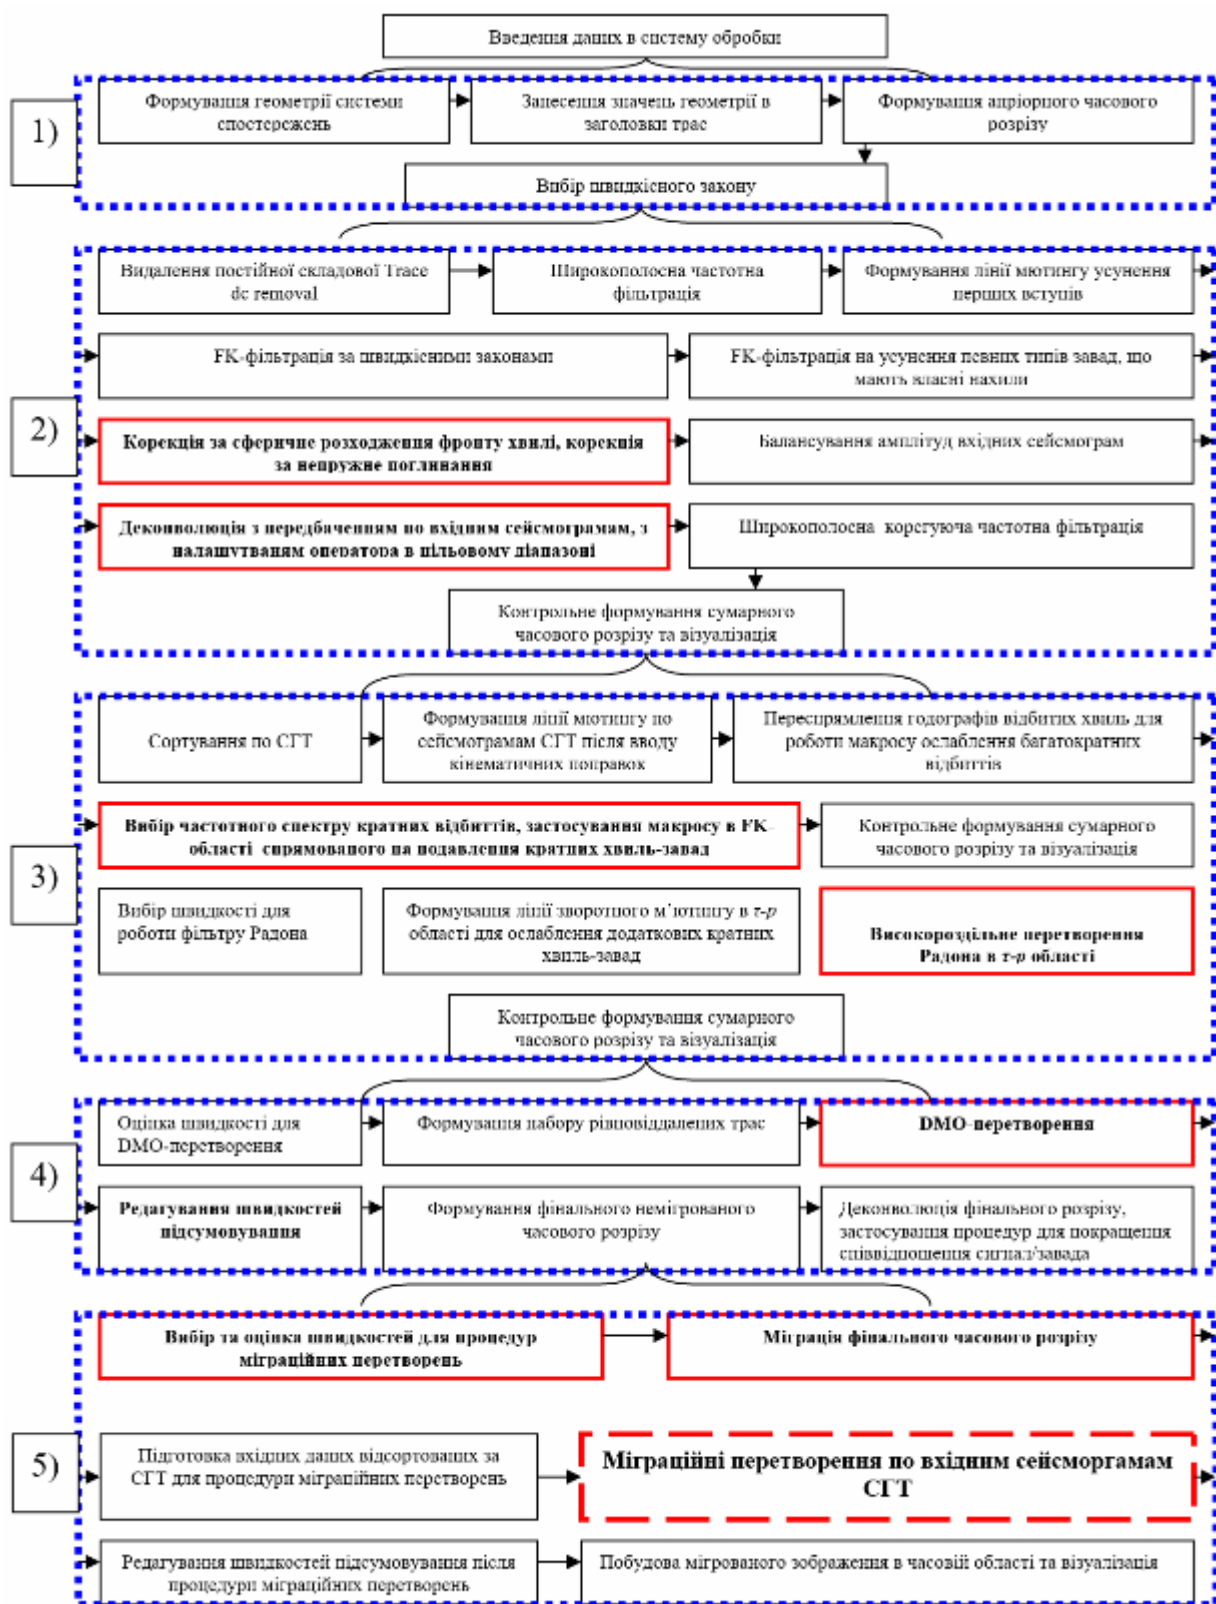 Введення даних в систему обробки
1)
Формування геометрії системи
спостережень
Занесення значень геометрії в
заголовки трас
Формування апріорного часового
розрізу
Вибір швидкісного закону
2)
Видалення постійної складової Trace
dc removal
Широкополосна частотна
фільтрація
Формування лінії мютингу усунення
перших вступів
FK-фільтрація за швидкісними законами
FK-фільтрація на усунення певних типів завад, що
мають власні нахили
Корекція за сферичне розходження фронту хвилі, корекція
за непружне поглинання
Балансування амплітуд вхідних сейсмограм
Деконволюція з передбаченням по вхідним сейсмограмам, з
налашутваням оператора в цільовому діапазоні
Широкополосна корегуюча частотна фільтрація
Контрольне формування сумарного
часового розрізу та візуалізація
3)
Сортування по СГТ
Формування лінії мютингу по
сейсмограмам СГТ після вводу
кінематичних поправок
Переспрямлення годографів відбитих хвиль для
роботи макросу ослаблення багатократних
відбиттів
Вибір частотного спектру кратних відбиттів, застосування макросу в FK-
області спрямованого на подавлення кратних хвиль-завад
Контрольне формування сумарного
часового розрізу та візуалізація
Вибір швидкості для
роботи фільтру Радона
Формування лінії зворотного м'ютингу в τ-p
області для ослаблення додаткових кратних
хвиль-завад
Високороздільне перетворення
Радона в τ-p області
Контрольне формування сумарного
часового розрізу та візуалізація
4)
Оцінка швидкості для
DMO-перетворення
Формування набору рівновіддалених трас
DMO-перетворення
Редагування швидкостей
підсумовування
Формування фінального немігрованого
часового розрізу
Деконволюція фінального розрізу,
застосування процедур для покращення
співвідношення сигнал/завада
5)
Вибір та оцінка швидкостей для процедур
міграційних перетворень
Міграція фінального часового розрізу
Підготовка вхідних даних відсортованих за
СГТ для процедури міграційних перетворень
Міграційні перетворення по вхідним сейсморгамам
СГТ
Редагування швидкостей підсумовування після
процедури міграційних перетворень
Побудова мігрованого зображення в часовій області та візуалізація